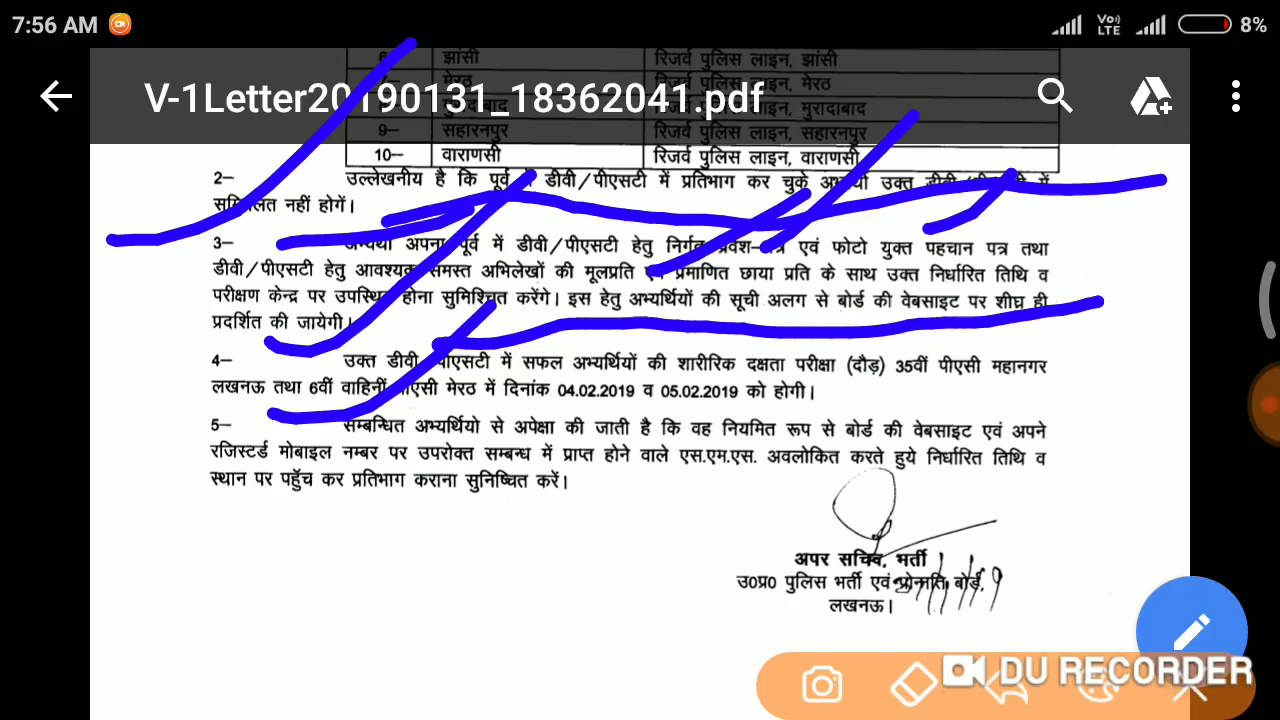 7:56 AM
Vo) LTE 8%
V-1Letter20190131_18362041.pdf
6— झांसी रिजर्व पुलिस लाइन, झांसी
7— मेरठ रिजर्व पुलिस लाइन, मेरठ
मुरादाबाद रिजर्व पुलिस लाइन, मुरादाबाद
9— सहारनपुर रिजर्व पुलिस लाइन, सहारनपुर
10— वाराणसी रिजर्व पुलिस लाइन, वाराणसी
2— उल्लेखनीय है कि पूर्व में डीवी/पीएसटी में प्रतिभाग कर चुके अभ्यर्थी उक्त डीवी/पीएसटी में
सम्मिलित नहीं होगें।
3— अभ्यर्थी अपना पूर्व में डीवी/पीएसटी हेतु निर्गत प्रवेश-पत्र एवं फोटो युक्त पहचान पत्र तथा
डीवी/पीएसटी हेतु आवश्यक समस्त अभिलेखों की मूलप्रति एवं प्रमाणित छाया प्रति के साथ उक्त निर्धारित तिथि व
परीक्षण केन्द्र पर उपस्थित होना सुमिश्चित करेंगे। इस हेतु अभ्यर्थियों की सूची अलग से बोर्ड की वेबसाइट पर शीघ्र ही
प्रदर्शित की जायेगी।
4— उक्त डीवी/पीएसटी में सफल अभ्यर्थियों की शारीरिक दक्षता परीक्षा (दौड़) 35वीं पीएसी महानगर
लखनऊ तथा 6वीं वाहिनीं पीएसी मेरठ में दिनांक 04.02.2019 व 05.02.2019 को होगी।
5— सम्बन्धित अभ्यर्थियो से अपेक्षा की जाती है कि वह नियमित रूप से बोर्ड की वेबसाइट एवं अपने
रजिस्टर्ड मोबाइल नम्बर पर उपरोक्त सम्बन्ध में प्राप्त होने वाले एस.एम.एस. अवलोकित करते हुये निर्धारित तिथि व
स्थान पर पहुँच कर प्रतिभाग कराना सुनिष्चित करें।
अपर सचिव, भर्ती
उ0प्र0 पुलिस भर्ती एवं प्रोन्नति बोर्ड,
लखनऊ।
DU RECORDER